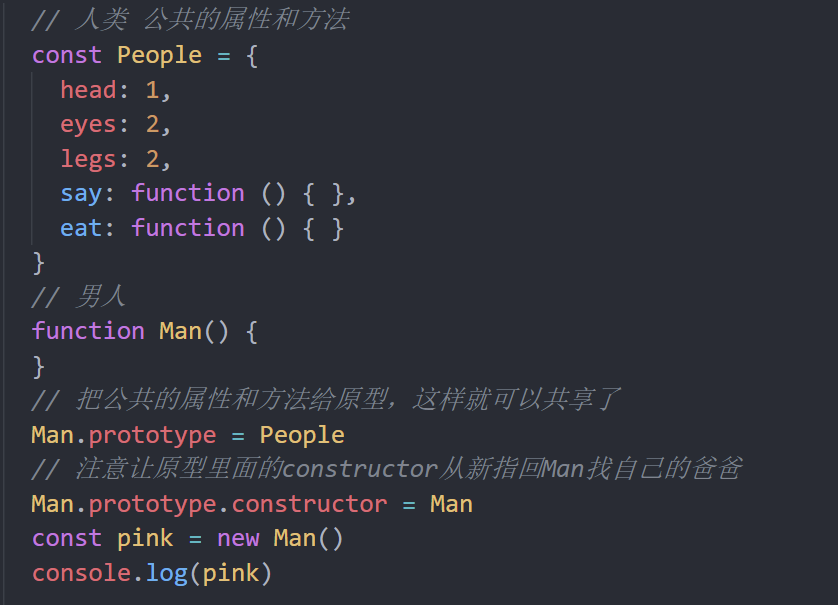 // 人类 公共的属性和方法
const People = {
head: 1,
eyes: 2,
legs: 2,
say: function () { },
eat: function () { }
}
// 男人
function Man() {
}
// 把公共的属性和方法给原型，这样就可以共享了
Man.prototype = People
// 注意让原型里面的constructor从新指回Man找自己的爸爸
Man.prototype.constructor = Man
const pink = new Man()
console.log(pink)